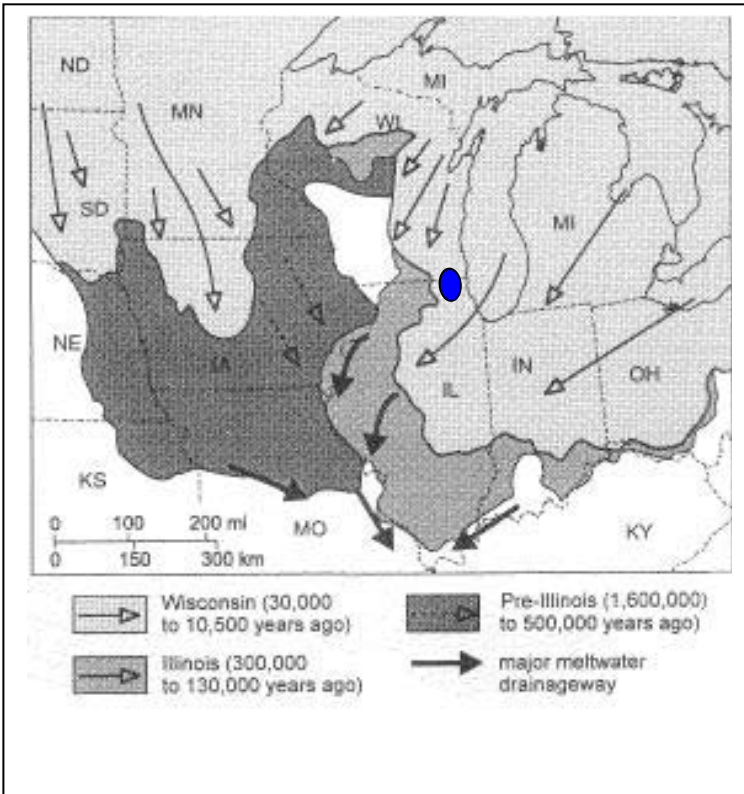 ND
MN
MI
WI
SD
MI
NE
IA
IL
IN
OH
KS
MO
KY
0 100 200 mi
0 150 300 km
Wisconsin (30,000
to 10,500 years ago)
Illinois (300,000
to 130,000 years ago)
Pre-Illinois (1,600,000)
to 500,000 years ago)
major meltwater
drainageway